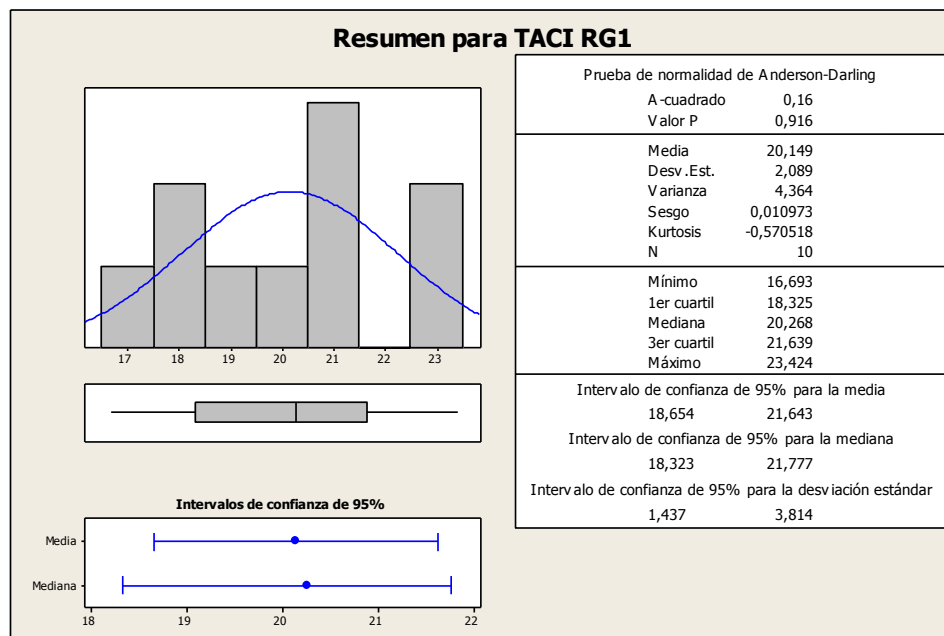 Resumen para TACI RG1
17 18 19 20 21 22 23
Intervalos de confianza de 95%
Media
Mediana
18 19 20 21 22
Prueba de normalidad de Anderson-Darling
A-cuadrado 0,16
Valor P 0,916
Media 20,149
Desv.Est. 2,089
Varianza 4,364
Sesgo 0,010973
Kurtosis -0,570518
N 10
Mínimo 16,693
1er cuartil 18,325
Mediana 20,268
3er cuartil 21,639
Máximo 23,424
Intervalo de confianza de 95% para la media
18,654 21,643
Intervalo de confianza de 95% para la mediana
18,323 21,777
Intervalo de confianza de 95% para la desviación estándar
1,437 3,814